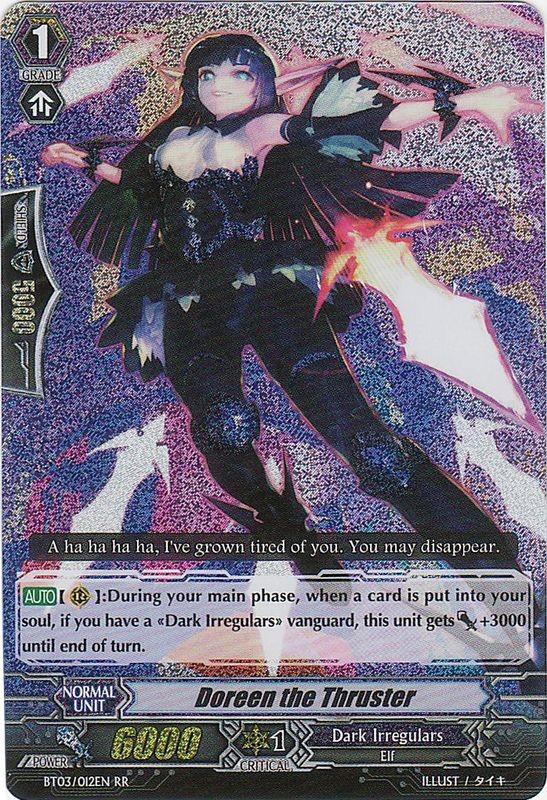 1
GRADE
SHIELD
5000
A ha ha ha ha, I've grown tired of you. You may disappear.
AUTO【 】:During your main phase, when a card is put into your
soul, if you have a «Dark Irregulars» vanguard, this unit gets +3000
until end of turn.
NORMAL
UNIT
Doreen the Thruster
POWER
6000
1
CRITICAL
Dark Irregulars
Elf
BT03/012EN RR
ILLUST / タイキ